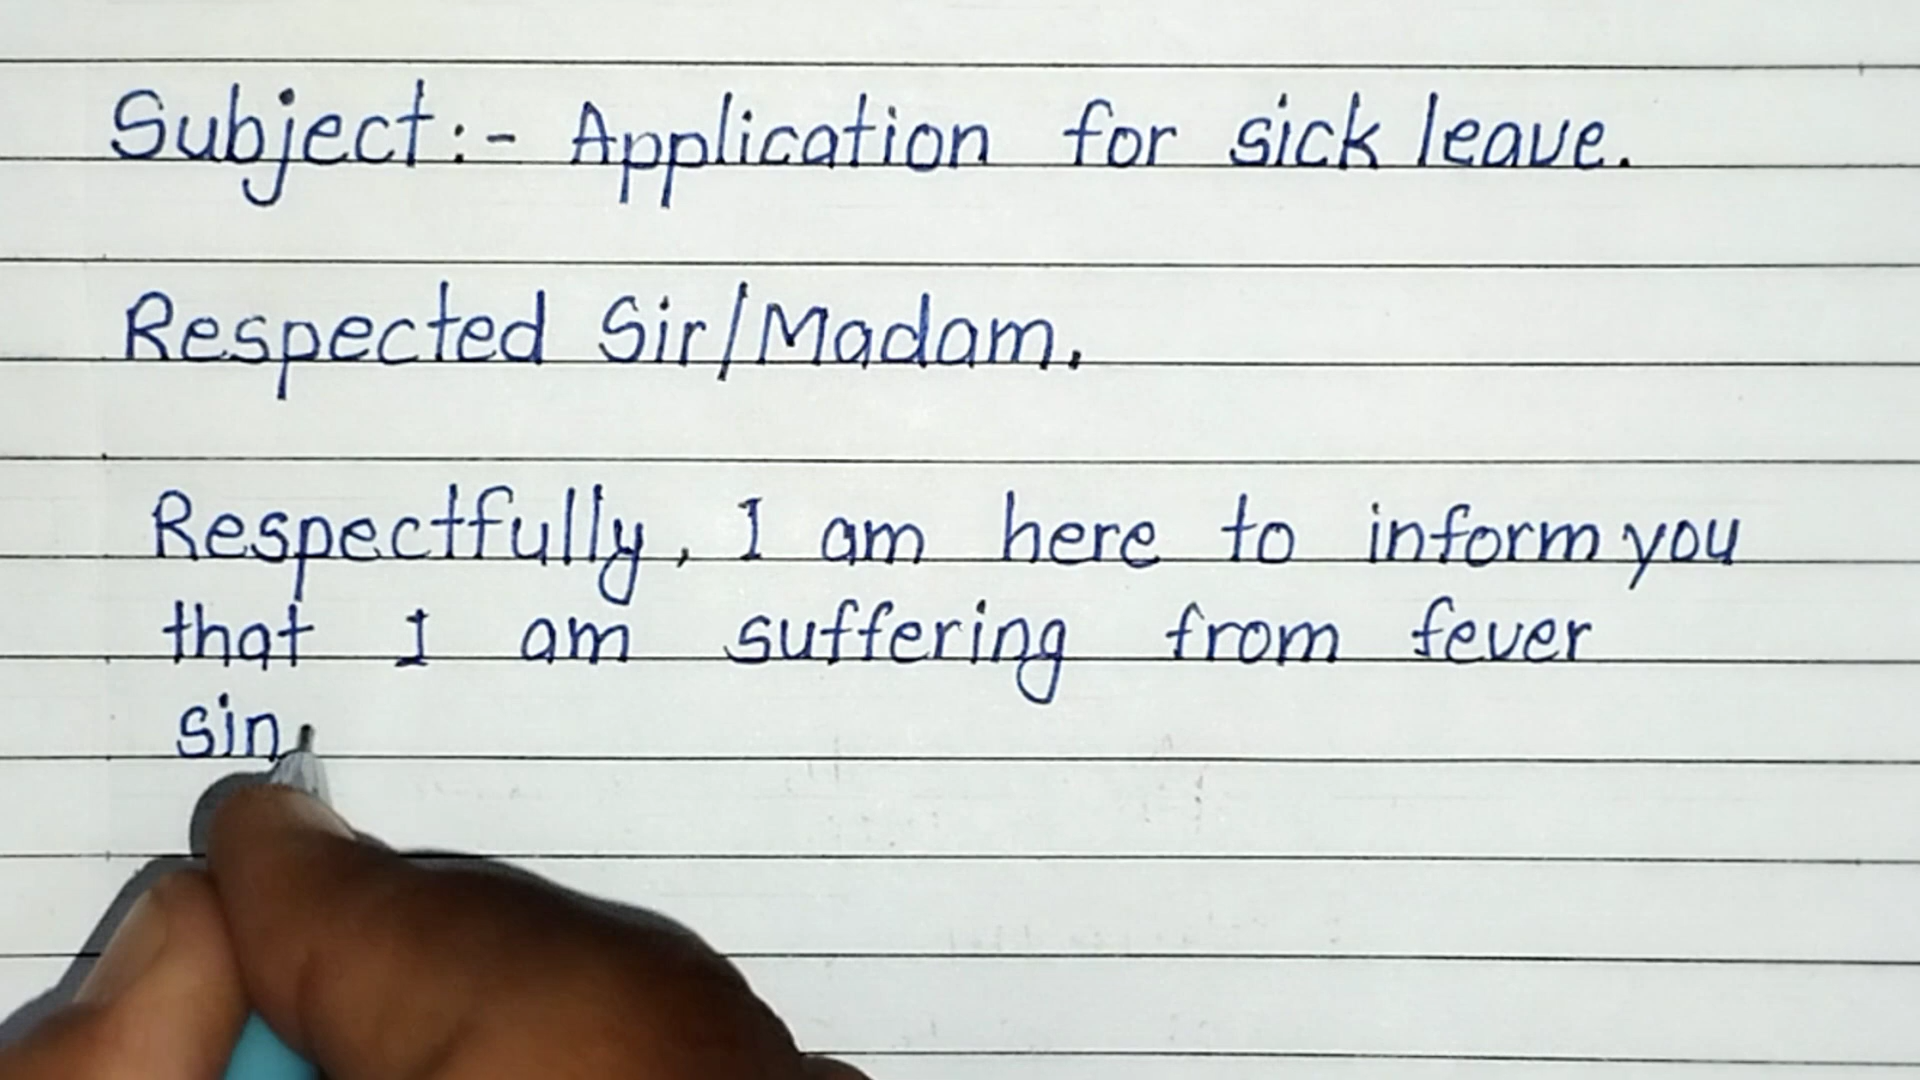 Subject:- Application for sick leave.
Respected Sir/Madam,
Respectfully, I am here to inform you
that I am suffering from fever
sin